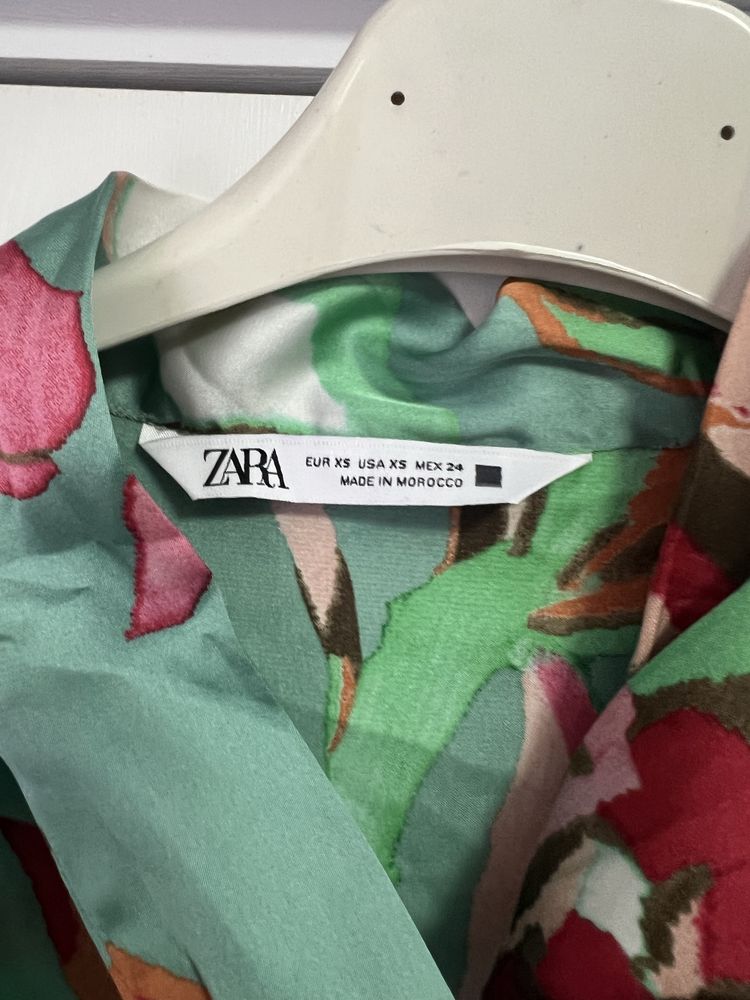 ZARA
EUR XS USA XS MEX 24
MADE IN MOROCCO